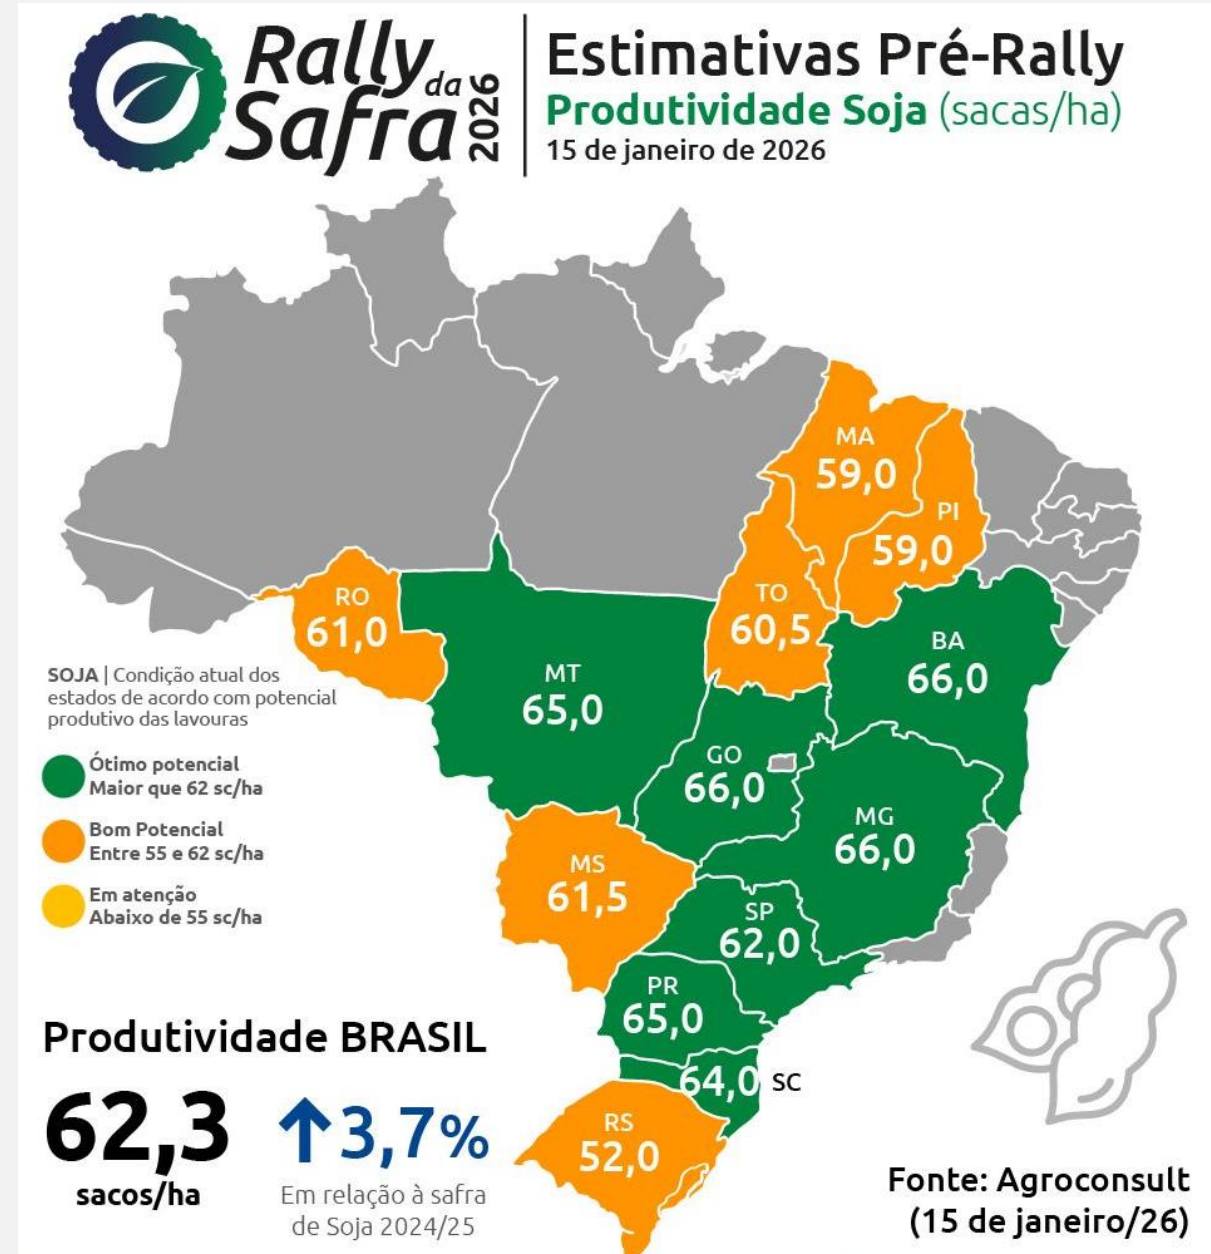 Rally da
Safra
2026
Estimativas Pré-Rally
Produtividade Soja (sacas/ha)
15 de janeiro de 2026
MA
59,0
PI
59,0
TO
60,5
RO
61,0
BA
66,0
MT
65,0
SOJA | Condição atual dos
estados de acordo com potencial
produtivo das lavouras
Ótimo potencial
Maior que 62 sc/ha
Bom Potencial
Entre 55 e 62 sc/ha
Em atenção
Abaixo de 55 sc/ha
GO
66,0
MG
66,0
MS
61,5
SP
62,0
PR
65,0
64,0 SC
RS
52,0
Produtividade BRASIL
62,3
sacos/ha
↑3,7%
Em relação à safra
de Soja 2024/25
Fonte: Agroconsult
(15 de janeiro/26)